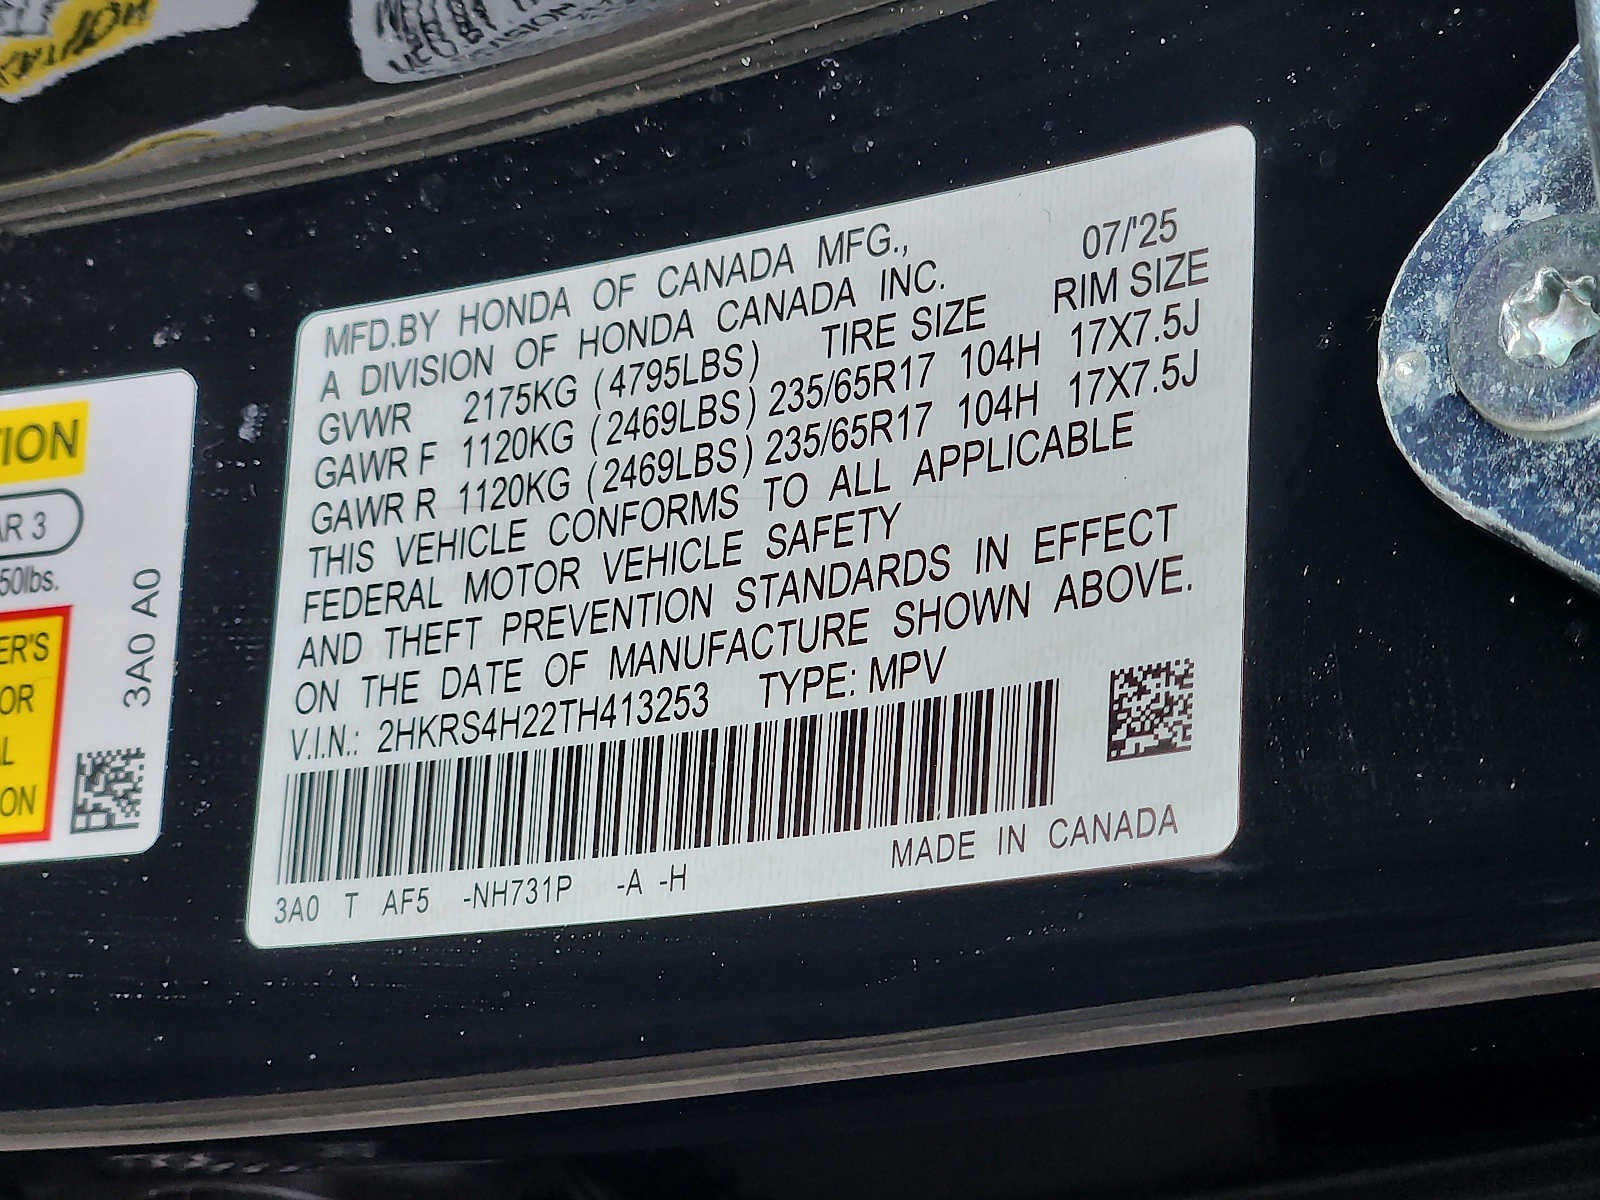 MFD.BY HONDA OF CANADA MFG., 07/'25
A DIVISION OF HONDA CANADA INC.
TIRE SIZE RIM SIZE
GVWR 2175KG (4795LBS)
GAWR F 1120KG (2469LBS) 235/65R17 104H 17X7.5J
GAWR R 1120KG (2469LBS) 235/65R17 104H 17X7.5J
THIS VEHICLE CONFORMS TO ALL APPLICABLE
FEDERAL MOTOR VEHICLE SAFETY
AND THEFT PREVENTION STANDARDS IN EFFECT
ON THE DATE OF MANUFACTURE SHOWN ABOVE.
V.I.N.: 2HKRS4H22TH413253 TYPE: MPV
MADE IN CANADA
3A0 T AF5 -NH731P -A -H
TION
AR 3
50lbs.
ER'S
OR
L
ON
3A0 A0